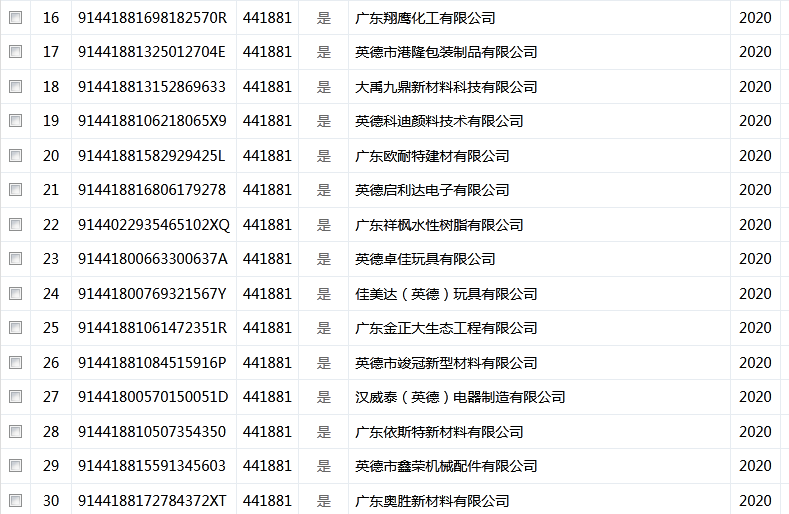 16 91441881698182570R 441881 是 广东翔鹰化工有限公司 2020
17 91441881325012704E 441881 是 英德市港隆包装制品有限公司 2020
18 914418813152869633 441881 是 大禹九鼎新材料科技有限公司 2020
19 9144188106218065X9 441881 是 英德科迪颜料技术有限公司 2020
20 91441881582929425L 441881 是 广东欧耐特建材有限公司 2020
21 914418816806179278 441881 是 英德启利达电子有限公司 2020
22 9144022935465102XQ 441881 是 广东祥枫水性树脂有限公司 2020
23 91441800663300637A 441881 是 英德卓佳玩具有限公司 2020
24 91441800769321567Y 441881 是 佳美达（英德）玩具有限公司 2020
25 91441881061472351R 441881 是 广东金正大生态工程有限公司 2020
26 91441881084515916P 441881 是 英德市竣冠新型材料有限公司 2020
27 91441800570150051D 441881 是 汉威泰（英德）电器制造有限公司 2020
28 914418810507354350 441881 是 广东依斯特新材料有限公司 2020
29 914418815591345603 441881 是 英德市鑫荣机械配件有限公司 2020
30 9144188172784372XT 441881 是 广东奥胜新材料有限公司 2020